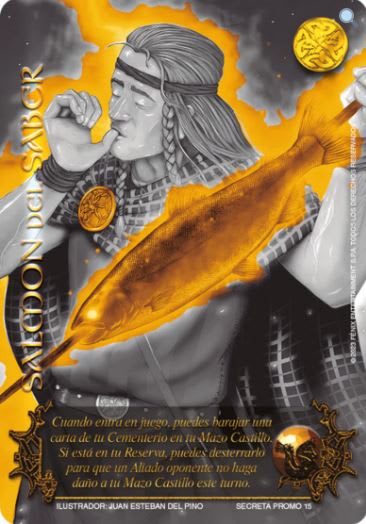 SALMÓN DEL SABER
Cuando entra en juego, puedes barajar una
carta de tu Cementerio en tu Mazo Castillo.
Si está en tu Reserva, puedes desterrarlo
para que un Aliado oponente no haga
daño a tu Mazo Castillo este turno.
ILUSTRADOR: JUAN ESTEBAN DEL PINO SECRETA PROMO 15
© 2023 FÉNIX ENTERTAINMENT S.P.A. TODOS LOS DERECHOS RESERVADOS